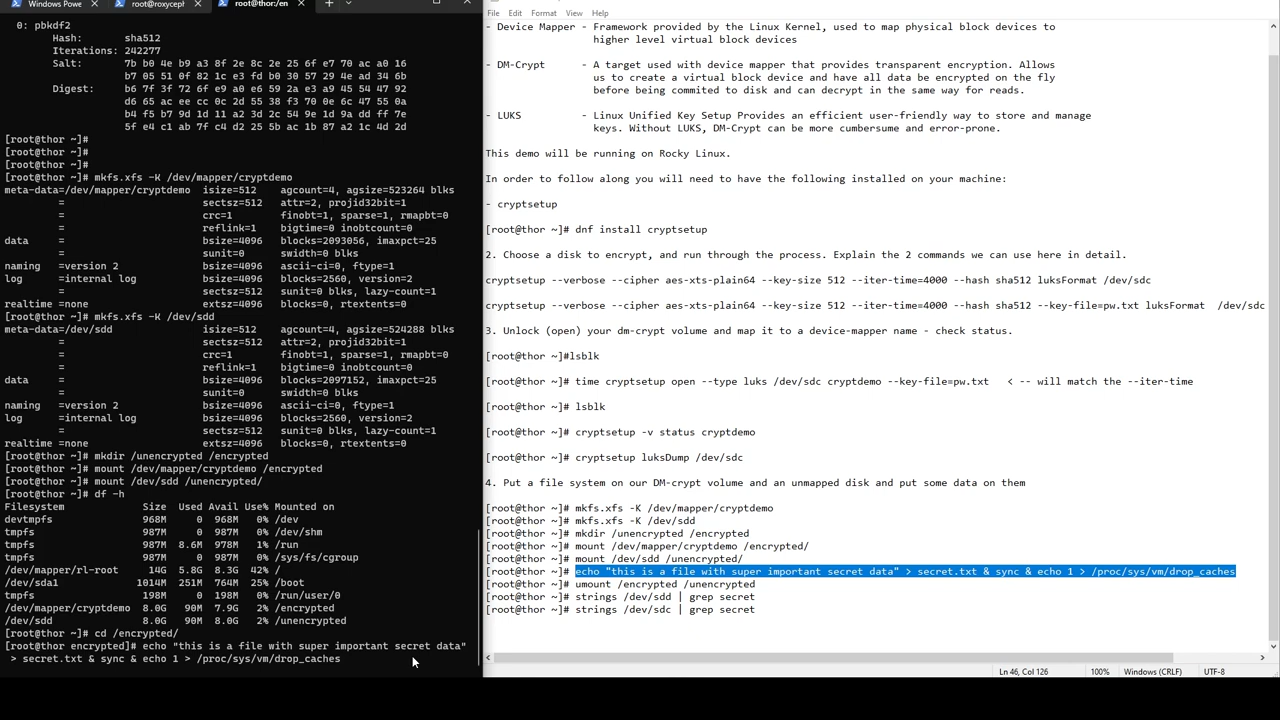 Windows Powe
root@roxyceph
root@thor:/en
0: pbkdf2
Hash: sha512
Iterations: 242277
Salt: 7b b0 4e b9 a3 8f 2e 8c 2e 25 6f e7 70 ac a0 16
b7 05 51 0f 82 1c e3 fd b0 30 57 29 4e ad 34 6b
Digest: b6 7f 3f 72 6f e9 a0 e6 59 2a e3 a9 45 54 47 92
d6 65 ac ee cc 0c 2d 55 38 f3 70 0e 6c 47 55 0a
b4 f5 b7 9d 1d 11 a2 3d 2c 54 9e 1d 9a dd ff 7e
5f e4 c1 ab 7f c4 d2 25 5b ac 1b 87 a2 1c 4d 2d
[root@thor ~]#
[root@thor ~]#
[root@thor ~]#
[root@thor ~]# mkfs.xfs -K /dev/mapper/cryptdemo
meta-data=/dev/mapper/cryptdemo isize=512 agcount=4, agsize=523264 blks
= sectsz=512 attr=2, projid32bit=1
= crc=1 finobt=1, sparse=1, rmapbt=0
= reflink=1 bigtime=0 inobtcount=0
data = bsize=4096 blocks=2093056, imaxpct=25
= sunit=0 swidth=0 blks
naming =version 2 bsize=4096 ascii-ci=0, ftype=1
log =internal log bsize=4096 blocks=2560, version=2
= sectsz=512 sunit=0 blks, lazy-count=1
realtime =none extsz=4096 blocks=0, rtextents=0
[root@thor ~]# mkfs.xfs -K /dev/sdd
meta-data=/dev/sdd isize=512 agcount=4, agsize=524288 blks
= sectsz=512 attr=2, projid32bit=1
= crc=1 finobt=1, sparse=1, rmapbt=0
= reflink=1 bigtime=0 inobtcount=0
data = bsize=4096 blocks=2097152, imaxpct=25
= sunit=0 swidth=0 blks
naming =version 2 bsize=4096 ascii-ci=0, ftype=1
log =internal log bsize=4096 blocks=2560, version=2
= sectsz=512 sunit=0 blks, lazy-count=1
realtime =none extsz=4096 blocks=0, rtextents=0
[root@thor ~]# mkdir /unencrypted /encrypted
[root@thor ~]# mount /dev/mapper/cryptdemo /encrypted
[root@thor ~]# mount /dev/sdd /unencrypted/
[root@thor ~]# df -h
Filesystem Size Used Avail Use% Mounted on
devtmpfs 968M 0 968M 0% /dev
tmpfs 987M 0 987M 0% /dev/shm
tmpfs 987M 8.6M 978M 1% /run
tmpfs 987M 0 987M 0% /sys/fs/cgroup
/dev/mapper/rl-root 14G 5.8G 8.3G 42% /
/dev/sda1 1014M 251M 764M 25% /boot
tmpfs 198M 0 198M 0% /run/user/0
/dev/mapper/cryptdemo 8.0G 90M 7.9G 2% /encrypted
/dev/sdd 8.0G 90M 8.0G 2% /unencrypted
[root@thor ~]# cd /encrypted/
[root@thor encrypted]# echo "this is a file with super important secret data"
> secret.txt & sync & echo 1 > /proc/sys/vm/drop_caches
File Edit Format View Help
- Device Mapper - Framework provided by the Linux Kernel, used to map physical block devices to
higher level virtual block devices
- DM-Crypt - A target used with device mapper that provides transparent encryption. Allows
us to create a virtual block device and have all data be encrypted on the fly
before being commited to disk and can decrypt in the same way for reads.
- LUKS - Linux Unified Key Setup Provides an efficient user-friendly way to store and manage
keys. Without LUKS, DM-Crypt can be more cumbersume and error-prone.
This demo will be running on Rocky Linux.
In order to follow along you will need to have the following installed on your machine:
- cryptsetup
[root@thor ~]# dnf install cryptsetup
2. Choose a disk to encrypt, and run through the process. Explain the 2 commands we can use here in detail.
cryptsetup --verbose --cipher aes-xts-plain64 --key-size 512 --iter-time=4000 --hash sha512 luksFormat /dev/sdc
cryptsetup --verbose --cipher aes-xts-plain64 --key-size 512 --iter-time=4000 --hash sha512 --key-file=pw.txt luksFormat /dev/sdc
3. Unlock (open) your dm-crypt volume and map it to a device-mapper name - check status.
[root@thor ~]#lsblk
[root@thor ~]# time cryptsetup open --type luks /dev/sdc cryptdemo --key-file=pw.txt < -- will match the --iter-time
[root@thor ~]# lsblk
[root@thor ~]# cryptsetup -v status cryptdemo
[root@thor ~]# cryptsetup luksDump /dev/sdc
4. Put a file system on our DM-crypt volume and an unmapped disk and put some data on them
[root@thor ~]# mkfs.xfs -K /dev/mapper/cryptdemo
[root@thor ~]# mkfs.xfs -K /dev/sdd
[root@thor ~]# mkdir /unencrypted /encrypted
[root@thor ~]# mount /dev/mapper/cryptdemo /encrypted/
[root@thor ~]# mount /dev/sdd /unencrypted/
[root@thor ~]# echo "this is a file with super important secret data" > secret.txt & sync & echo 1 > /proc/sys/vm/drop_caches
[root@thor ~]# umount /encrypted /unencrypted
[root@thor ~]# strings /dev/sdd | grep secret
[root@thor ~]# strings /dev/sdc | grep secret
Ln 46, Col 126 100% Windows (CRLF) UTF-8